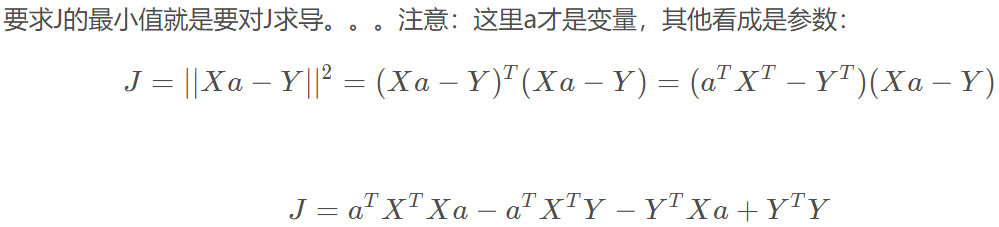 要求J的最小值就是要对J求导。。。注意：这里a才是变量，其他看成是参数：
J = ||Xa − Y||² = (Xa − Y)ᵀ(Xa − Y) = (aᵀXᵀ − Yᵀ)(Xa − Y)
J = aᵀXᵀXa − aᵀXᵀY − YᵀXa + YᵀY